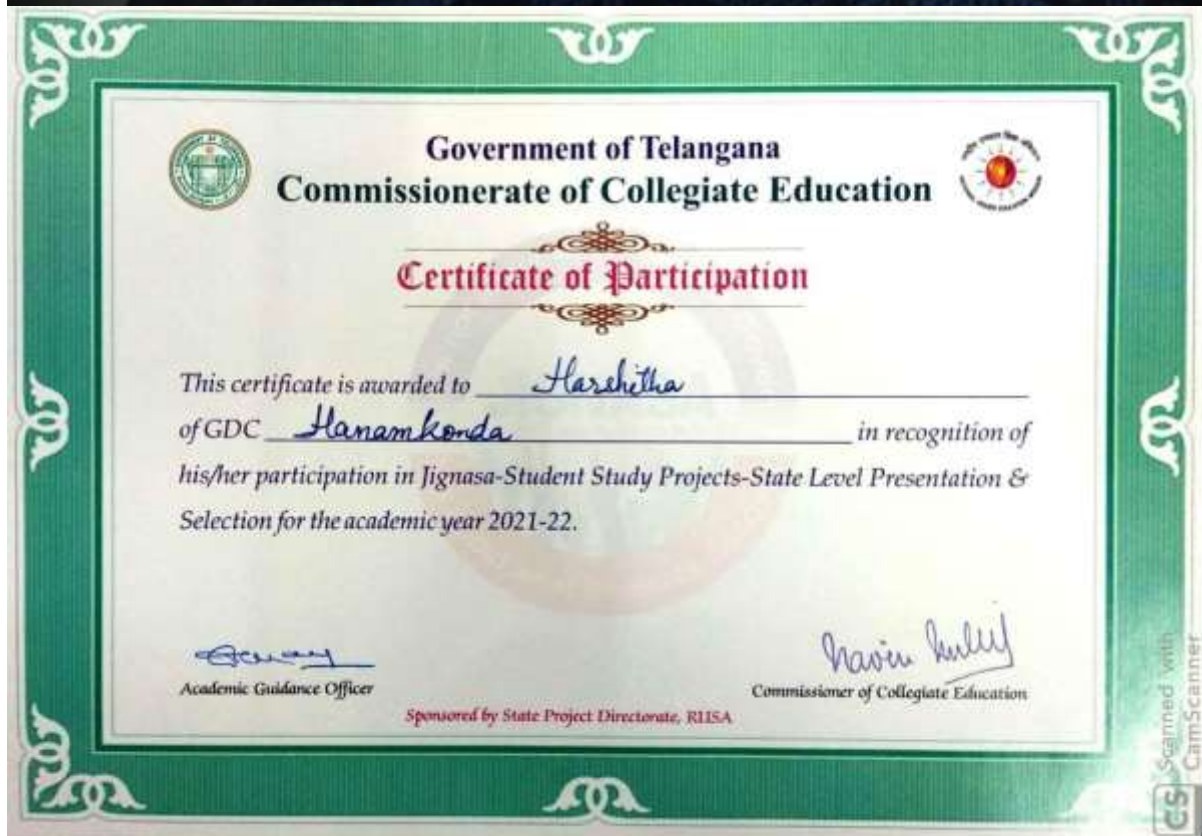 Government of Telangana
Commissionerate of Collegiate Education
Certificate of Participation
This certificate is awarded to Harshitha
of GDC Hanamkonda in recognition of
his/her participation in Jignasa-Student Study Projects-State Level Presentation &
Selection for the academic year 2021-22.
Navin
Academic Guidance Officer
Commissioner of Collegiate Education
Sponsored by State Project Directorate, RUSA
CS Scanned with
CamScanner